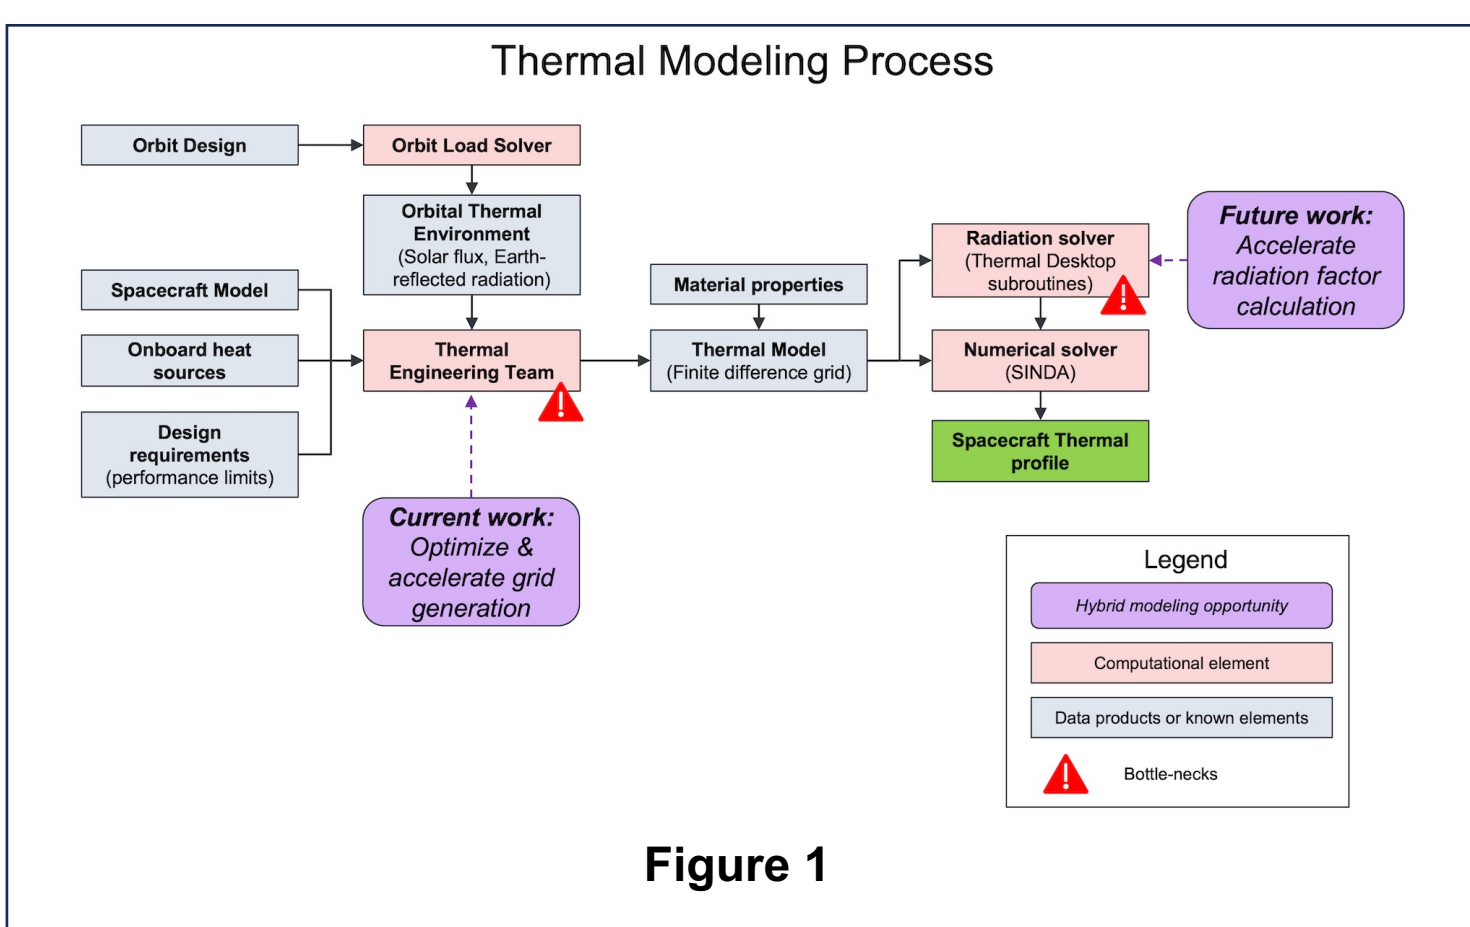 Thermal Modeling Process
Orbit Design
Orbit Load Solver
Orbital Thermal
Environment
(Solar flux, Earth-
reflected radiation)
Spacecraft Model
Onboard heat
sources
Design
requirements
(performance limits)
Thermal
Engineering Team
Current work:
Optimize &
accelerate grid
generation
Material properties
Thermal Model
(Finite difference grid)
Radiation solver
(Thermal Desktop
subroutines)
Numerical solver
(SINDA)
Spacecraft Thermal
profile
Future work:
Accelerate
radiation factor
calculation
Legend
Hybrid modeling opportunity
Computational element
Data products or known elements
Bottle-necks
Figure 1